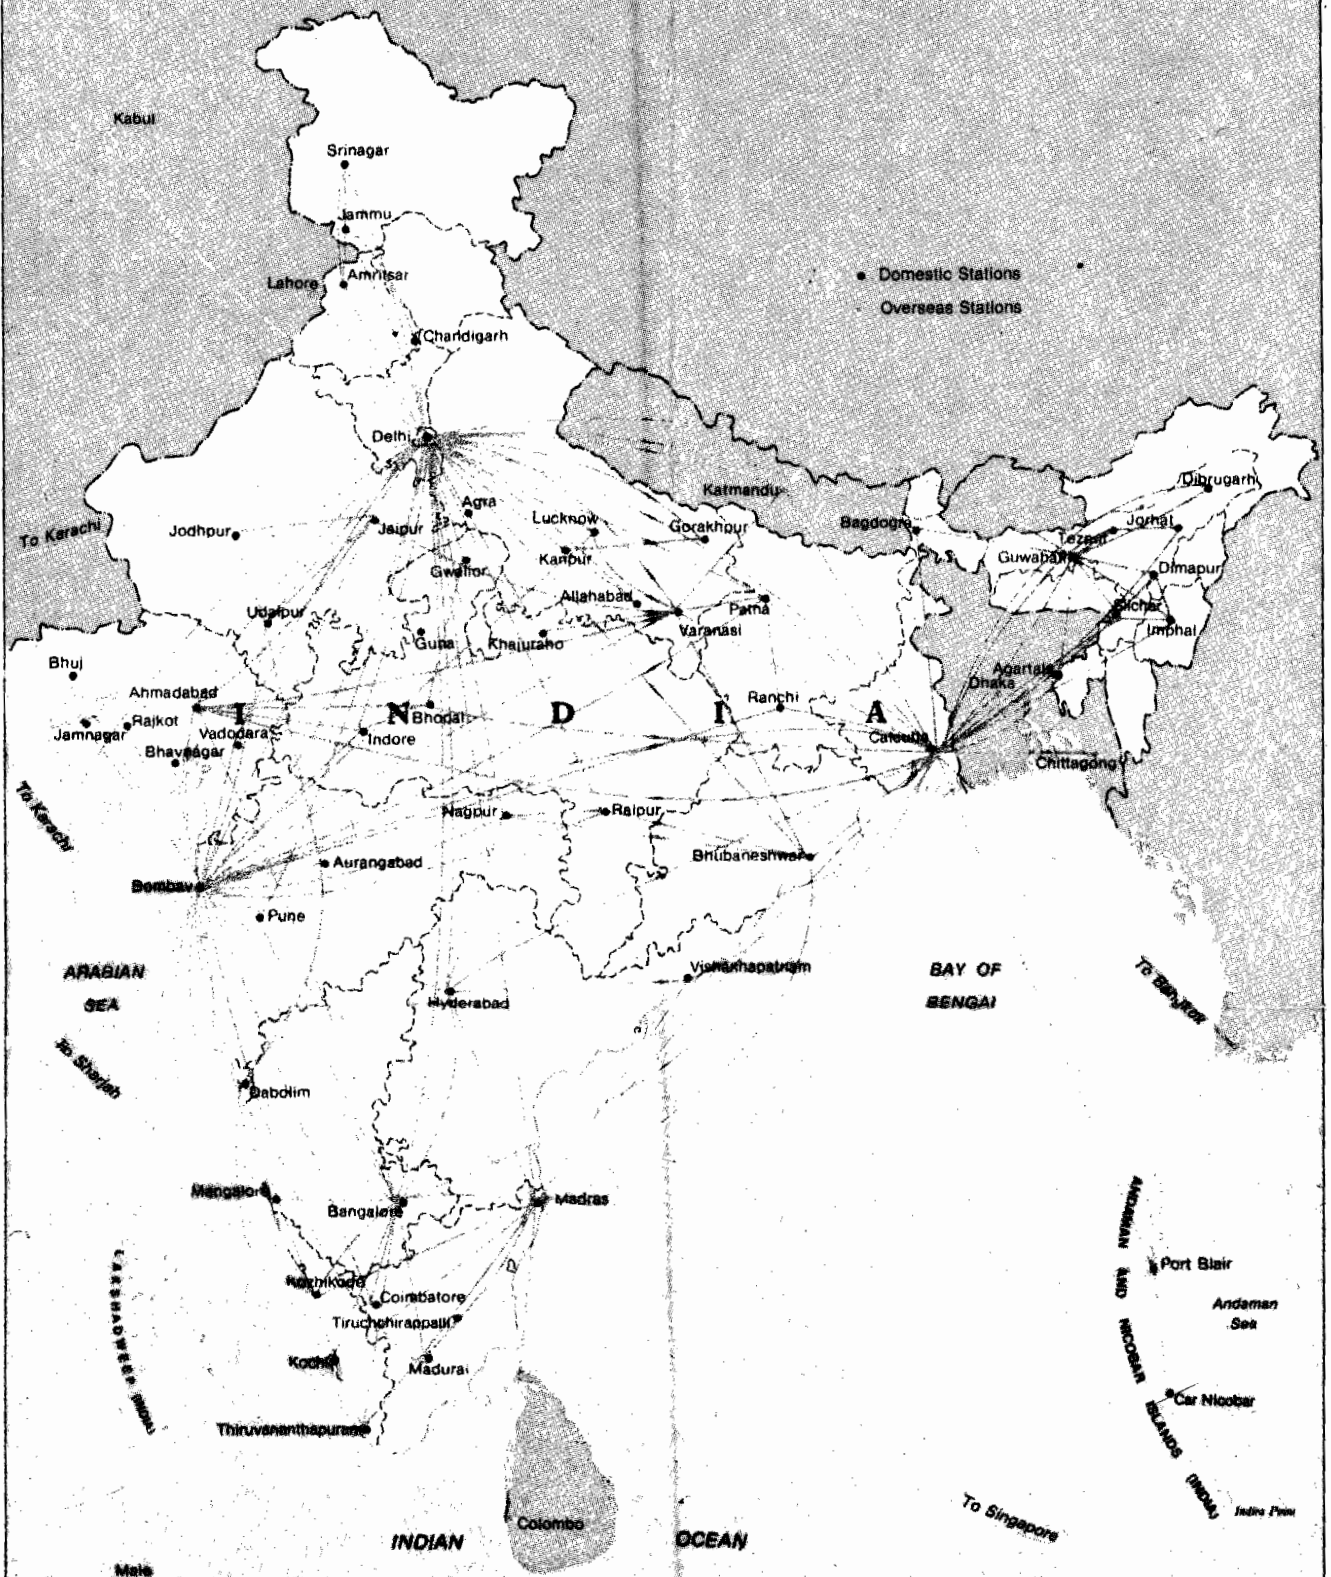 Kabul
Srinagar
Jammu
Lahore
Amritsar
Domestic Stations
Overseas Stations
Chandigarh
Delhi
Dibrugarh
Katmandu
Agra
Lucknow
Gorakhpur
Bagdogra
Jorhat
To Karachi
Jodhpur
Jaipur
Tezpur
Kanpur
Guwahati
Gwalior
Dimapur
Allahabad
Silchar
Udaipur
Patna
Varanasi
Imphal
Guna
Khajuraho
Bhuj
Agartala
Dhaka
Ahmadabad
Ranchi
I N D I A
Rajkot
Bhopal
Jamnagar
Vadodara
Indore
Calcutta
Bhavnagar
Chittagong
To Karachi
Nagpur
Raipur
Bhubaneshwar
Aurangabad
Bombay
Pune
ARABIAN
SEA
Vishakhapatnam
BAY OF
BENGAL
To Bangkok
Hyderabad
To Sharjah
Dabolim
Mangalore
Bangalore
Madras
LAKSHADWEEP (INDIA)
ANDAMAN AND NICOBAR ISLANDS (INDIA)
Port Blair
Kozhikode
Coimbatore
Andaman
Sea
Tiruchchirappalli
Kochi
Madurai
Car Nicobar
Thiruvananthapuram
To Singapore
Indira Point
Colombo
INDIAN OCEAN
Male